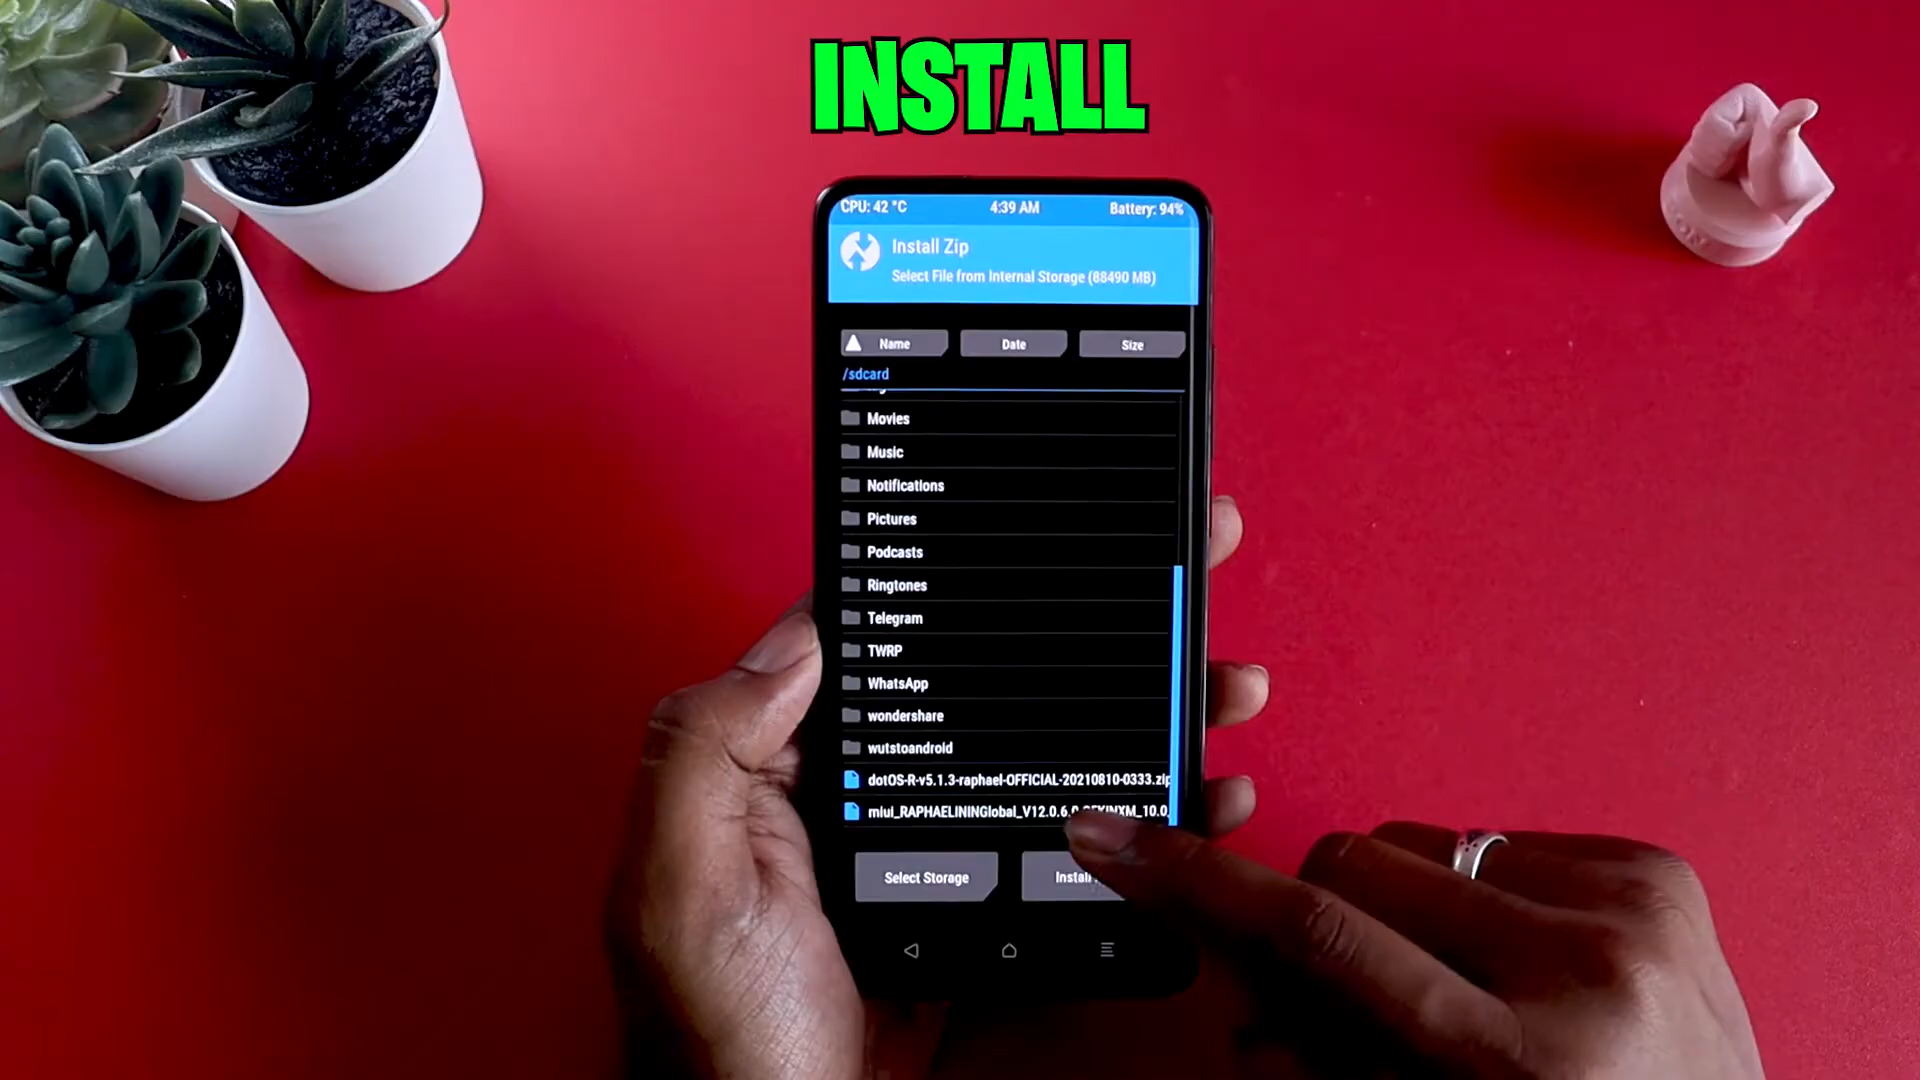 INSTALL
CPU: 42 °C 4:39 AM Battery: 94%
Install Zip
Select File from Internal Storage (88490 MB)
Name Date Size
/sdcard
Movies
Music
Notifications
Pictures
Podcasts
Ringtones
Telegram
TWRP
WhatsApp
wondershare
wutstoandroid
dotOS-R-v5.1.3-raphael-OFFICIAL-20210810-0333.zip
miui_RAPHAELININGlobal_V12.0.6.0
Select Storage Install